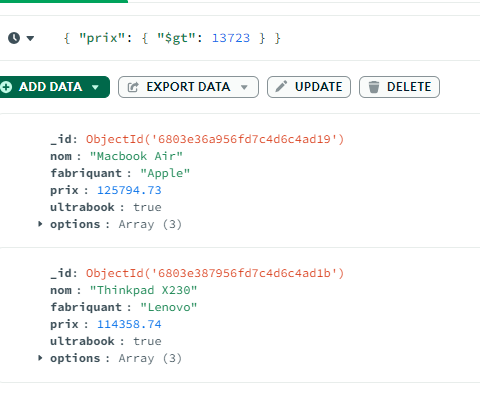 { "prix": { "$gt": 13723 } }
ADD DATA EXPORT DATA UPDATE DELETE
_id: ObjectId('6803e36a956fd7c4d6c4ad19')
nom : "Macbook Air"
fabriquant : "Apple"
prix : 125794.73
ultrabook : true
options : Array (3)
_id: ObjectId('6803e387956fd7c4d6c4ad1b')
nom : "Thinkpad X230"
fabriquant : "Lenovo"
prix : 114358.74
ultrabook : true
options : Array (3)